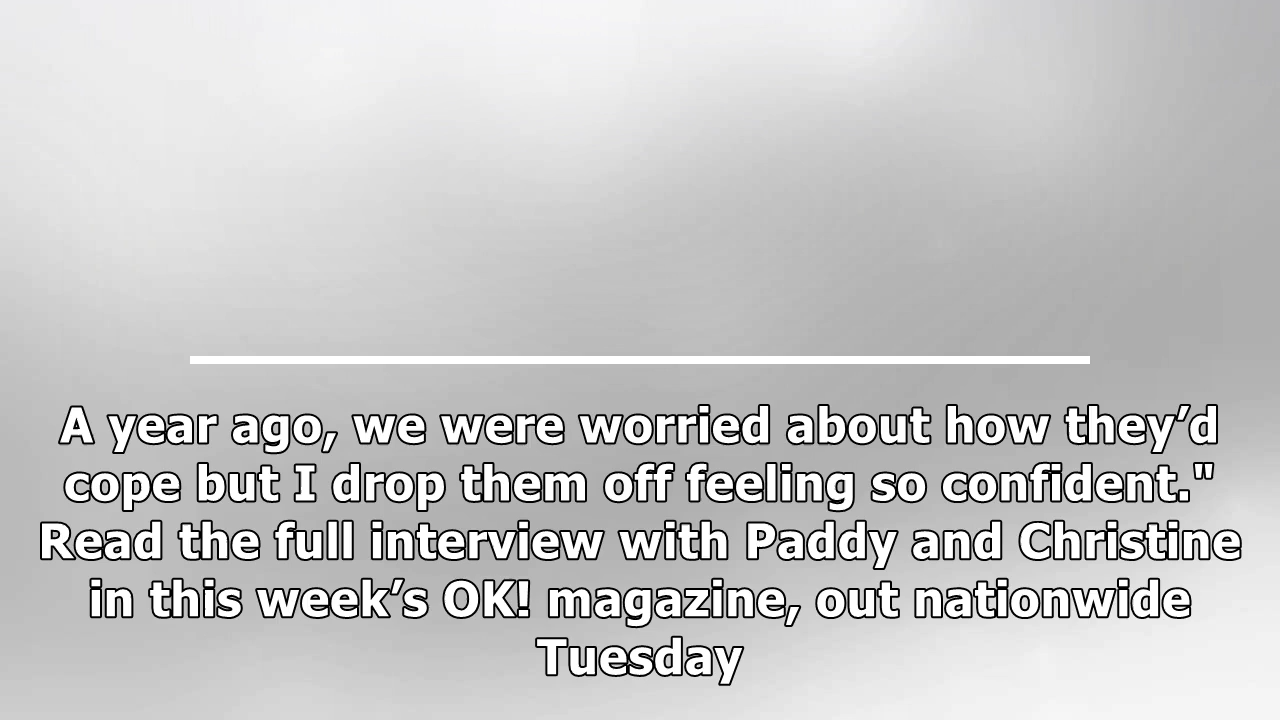 A year ago, we were worried about how they’d
cope but I drop them off feeling so confident."
Read the full interview with Paddy and Christine
in this week’s OK! magazine, out nationwide
Tuesday